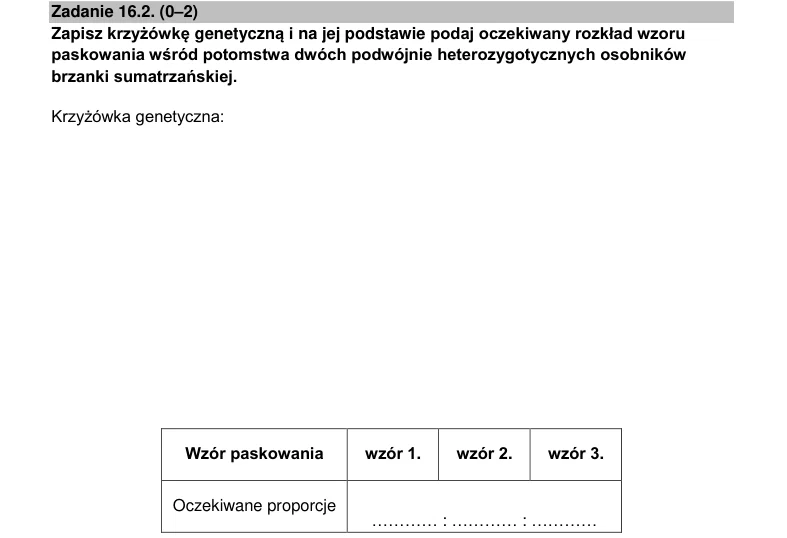 Zadanie 16.2. (0–2)
Zapisz krzyżówkę genetyczną i na jej podstawie podaj oczekiwany rozkład wzoru
paskowania wśród potomstwa dwóch podwójnie heterozygotycznych osobników
brzanki sumatrzańskiej.
Krzyżówka genetyczna:
Wzór paskowania wzór 1. wzór 2. wzór 3.
Oczekiwane proporcje
………… : ………… : …………